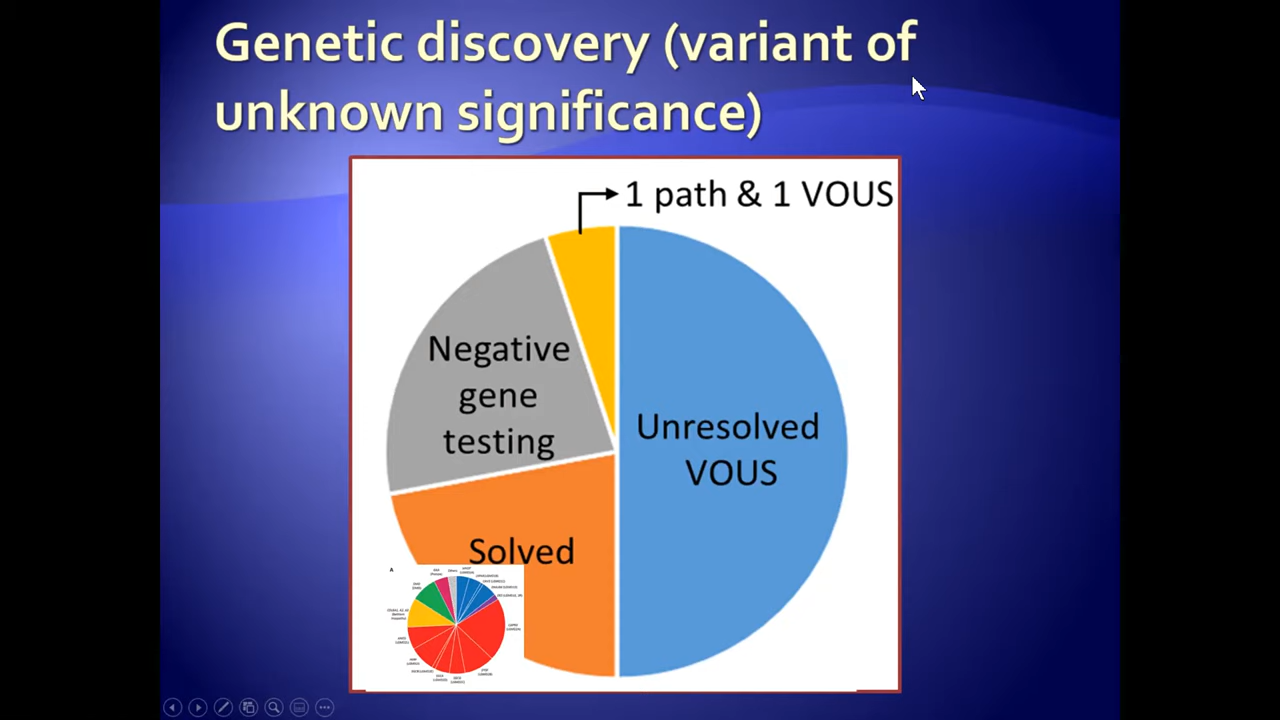 Genetic discovery (variant of
unknown significance)
1 path & 1 VOUS
Negative
gene
testing
Unresolved
VOUS
Solved
A